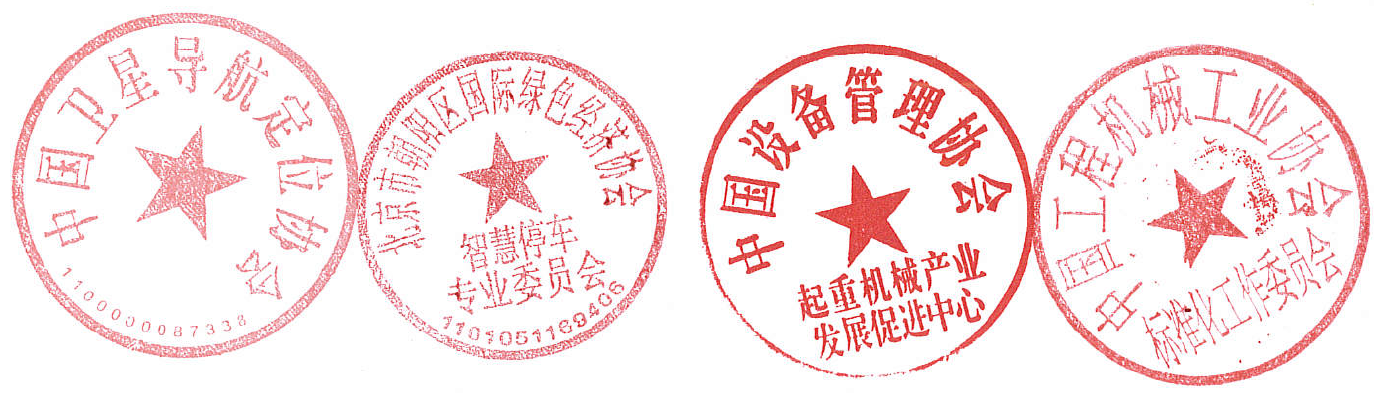 中国卫星导航定位协会
1100000087338
北京市朝阳区国际绿色经济协会
智慧停车
专业委员会
1101051169406
中国设备管理协会
起重机械产业
发展促进中心
中国工程机械工业协会
标准化工作委员会